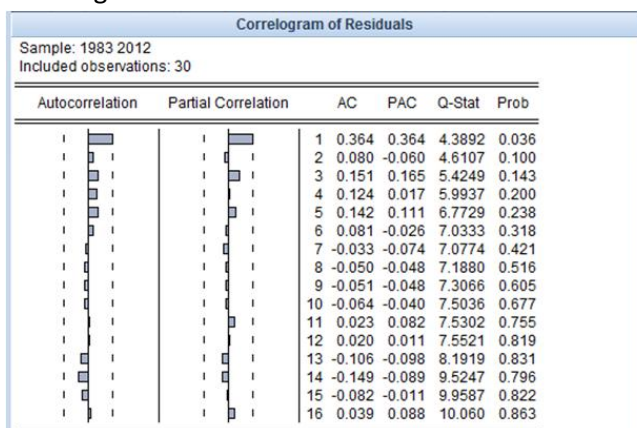 Correlogram of Residuals
Sample: 1983 2012
Included observations: 30
Autocorrelation Partial Correlation AC PAC Q-Stat Prob
1 0.364 0.364 4.3892 0.036
2 0.080 -0.060 4.6107 0.100
3 0.151 0.165 5.4249 0.143
4 0.124 0.017 5.9937 0.200
5 0.142 0.111 6.7729 0.238
6 0.081 -0.026 7.0333 0.318
7 -0.033 -0.074 7.0774 0.421
8 -0.050 -0.048 7.1880 0.516
9 -0.051 -0.048 7.3066 0.605
10 -0.064 -0.040 7.5036 0.677
11 0.023 0.082 7.5302 0.755
12 0.020 0.011 7.5521 0.819
13 -0.106 -0.098 8.1919 0.831
14 -0.149 -0.089 9.5247 0.796
15 -0.082 -0.011 9.9587 0.822
16 0.039 0.088 10.060 0.863